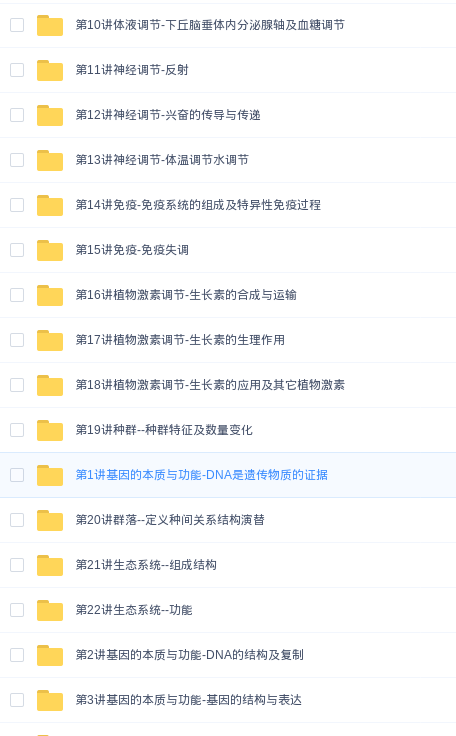 第10讲体液调节-下丘脑垂体内分泌腺轴及血糖调节
第11讲神经调节-反射
第12讲神经调节-兴奋的传导与传递
第13讲神经调节-体温调节水调节
第14讲免疫-免疫系统的组成及特异性免疫过程
第15讲免疫-免疫失调
第16讲植物激素调节-生长素的合成与运输
第17讲植物激素调节-生长素的生理作用
第18讲植物激素调节-生长素的应用及其它植物激素
第19讲种群--种群特征及数量变化
第1讲基因的本质与功能-DNA是遗传物质的证据
第20讲群落--定义种间关系结构演替
第21讲生态系统--组成结构
第22讲生态系统--功能
第2讲基因的本质与功能-DNA的结构及复制
第3讲基因的本质与功能-基因的结构与表达